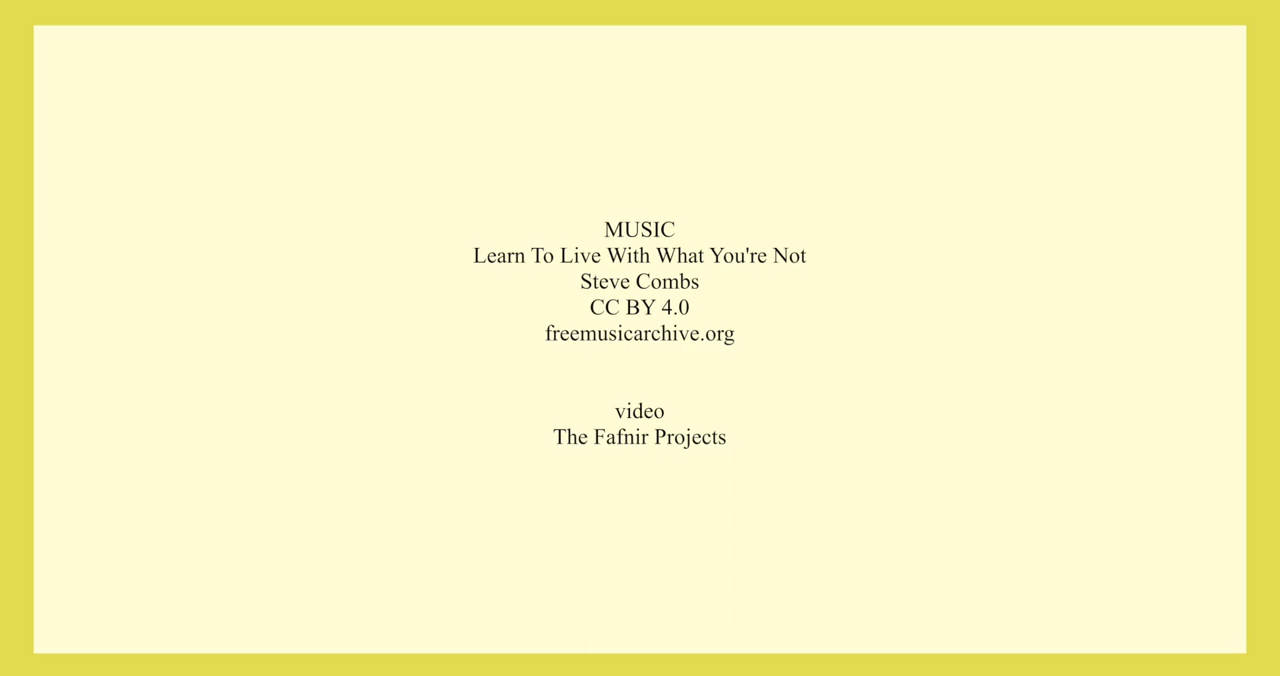 MUSIC
Learn To Live With What You're Not
Steve Combs
CC BY 4.0
freemusicarchive.org
video
The Fafnir Projects